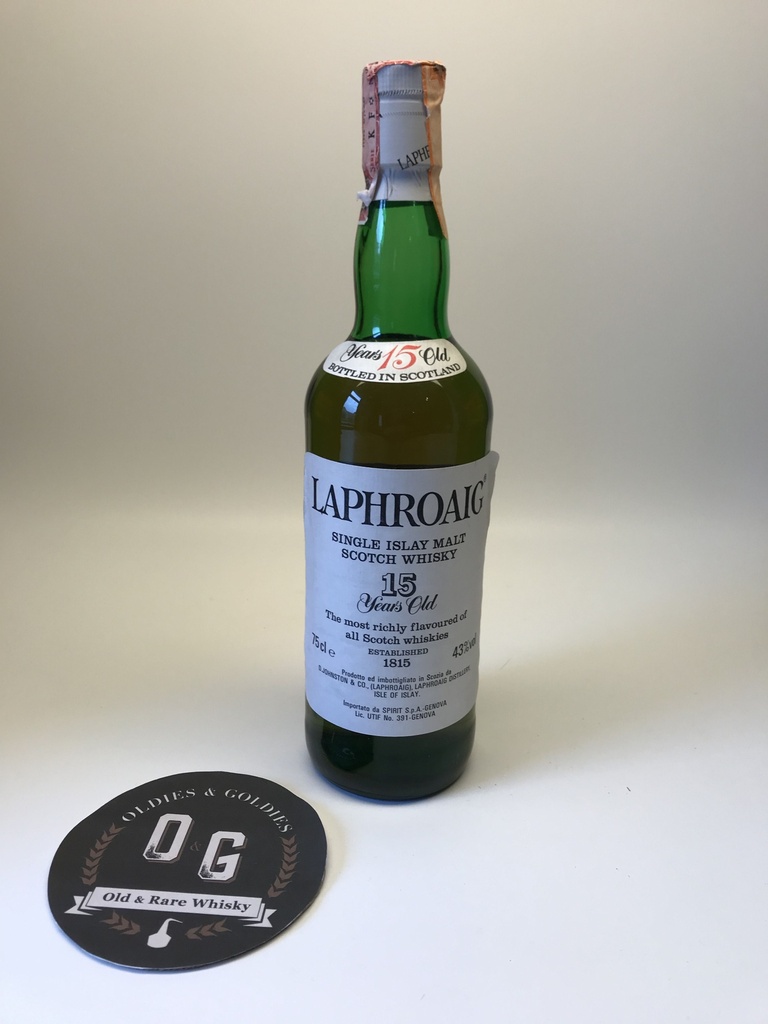 K F O
LAPHR
Years 15 Old
BOTTLED IN SCOTLAND
LAPHROAIG®
SINGLE ISLAY MALT
SCOTCH WHISKY
15
Years Old
The most richly flavoured of
all Scotch whiskies
75cl e
ESTABLISHED
43%vol
1815
Prodotto ed imbottigliato in Scozia da
D.JOHNSTON & CO., (LAPHROAIG), LAPHROAIG DISTILLERY,
ISLE OF ISLAY.
Importato da SPIRIT S.p.A.-GENOVA
Lic. UTIF No. 391-GENOVA
OLDIES & GOLDIES
O & G
Old & Rare Whisky